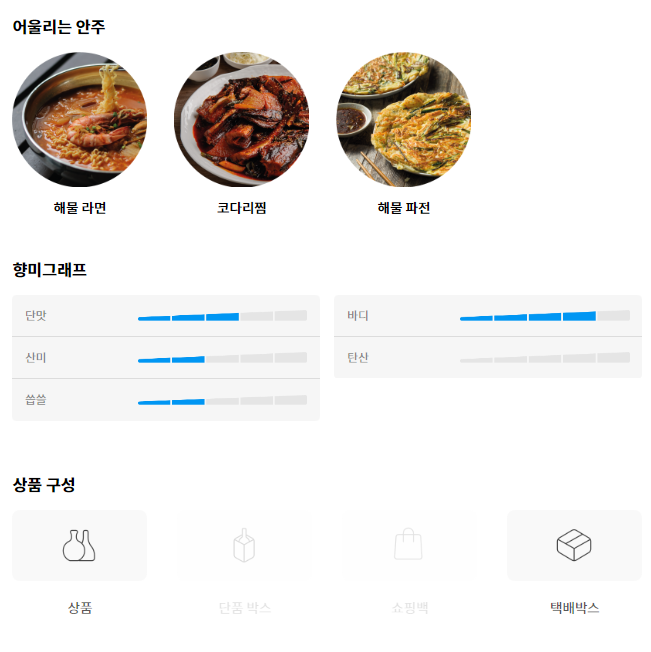 어울리는 안주
해물 라면
코다리찜
해물 파전
향미그래프
단맛
바디
산미
탄산
씁쓸
상품 구성
상품
단품 박스
쇼핑백
택배박스